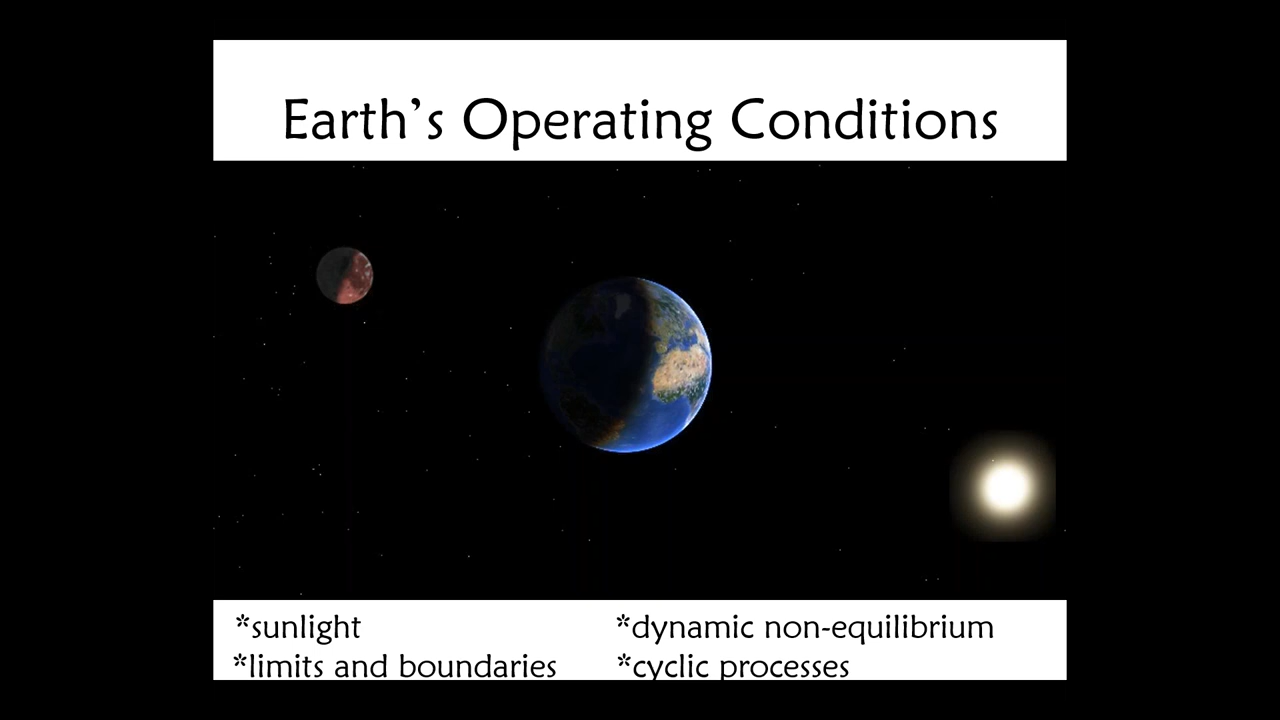 Earth’s Operating Conditions
*sunlight
*limits and boundaries
*dynamic non-equilibrium
*cyclic processes